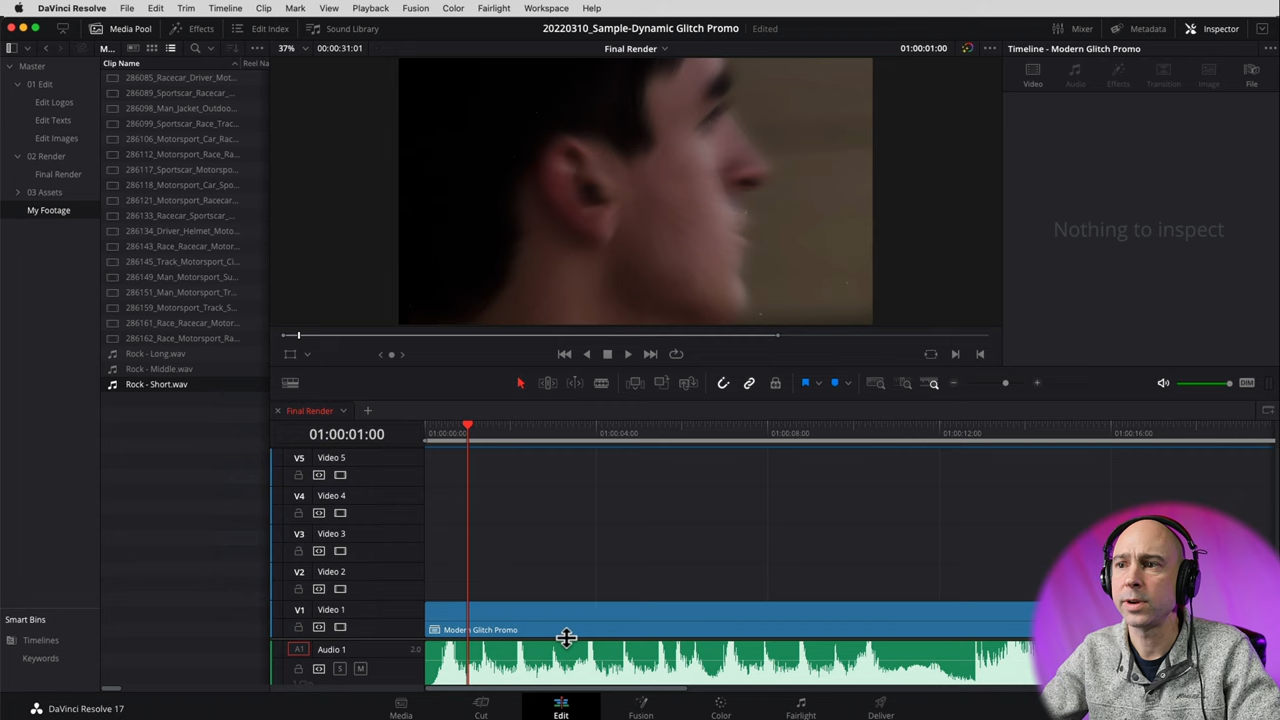 DaVinci Resolve File Edit Trim Timeline Clip Mark View Playback Fusion Color Fairlight Workspace Help
Media Pool Effects Edit Index Sound Library 20220310_Sample-Dynamic Glitch Promo Edited Mixer Metadata Inspector
M... 37% 00:00:31:01 Final Render 01:00:01:00 Timeline - Modern Glitch Promo
Master
01 Edit
Edit Logos
Edit Texts
Edit Images
02 Render
Final Render
03 Assets
My Footage
Clip Name Reel Na
286085_Racecar_Driver_Mot...
286089_Sportscar_Racecar_...
286098_Man_Jacket_Outdoo...
286099_Sportscar_Race_Trac...
286106_Motorsport_Car_Rac...
286112_Motorsport_Race_Ra...
286117_Sportscar_Motorspo...
286118_Motorsport_Car_Spo...
286121_Motorsport_Racecar...
286133_Racecar_Sportscar_...
286134_Driver_Helmet_Moto...
286143_Race_Racecar_Motor...
286145_Track_Motorsport_Ci...
286149_Man_Motorsport_Su...
286151_Man_Motorsport_Tr...
286159_Motorsport_Track_S...
286161_Race_Racecar_Motor...
286162_Race_Motorsport_Ra...
Rock - Long.wav
Rock - Middle.wav
Rock - Short.wav
Video Audio Effects Transition Image File
Nothing to inspect
DIM
Final Render
01:00:01:00
01:00:00:00 01:00:04:00 01:00:08:00 01:00:12:00 01:00:16:00
V5 Video 5
V4 Video 4
V3 Video 3
V2 Video 2
V1 Video 1
Modern Glitch Promo
A1 Audio 1 2.0
S M
Smart Bins
Timelines
Keywords
DaVinci Resolve 17
Media Cut Edit Fusion Color Fairlight Deliver